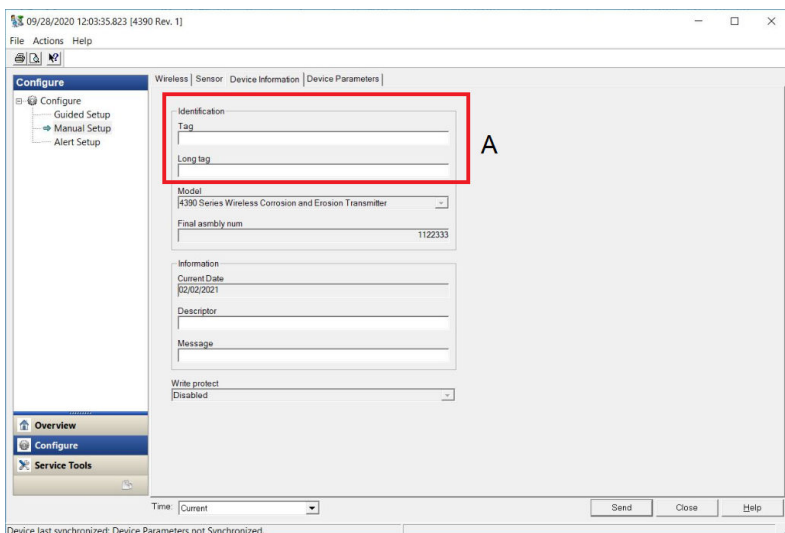 09/28/2020 12:03:35.823 [4390 Rev. 1]
File Actions Help
Configure
Configure
Guided Setup
Manual Setup
Alert Setup
Overview
Configure
Service Tools
Wireless Sensor Device Information Device Parameters
Identification
Tag
Long tag
A
Model
4390 Series Wireless Corrosion and Erosion Transmitter
Final asmbly num
1122333
Information
Current Date
02/02/2021
Descriptor
Message
Write protect
Disabled
Time: Current
Send Close Help
Device last synchronized: Device Parameters not Synchronized.